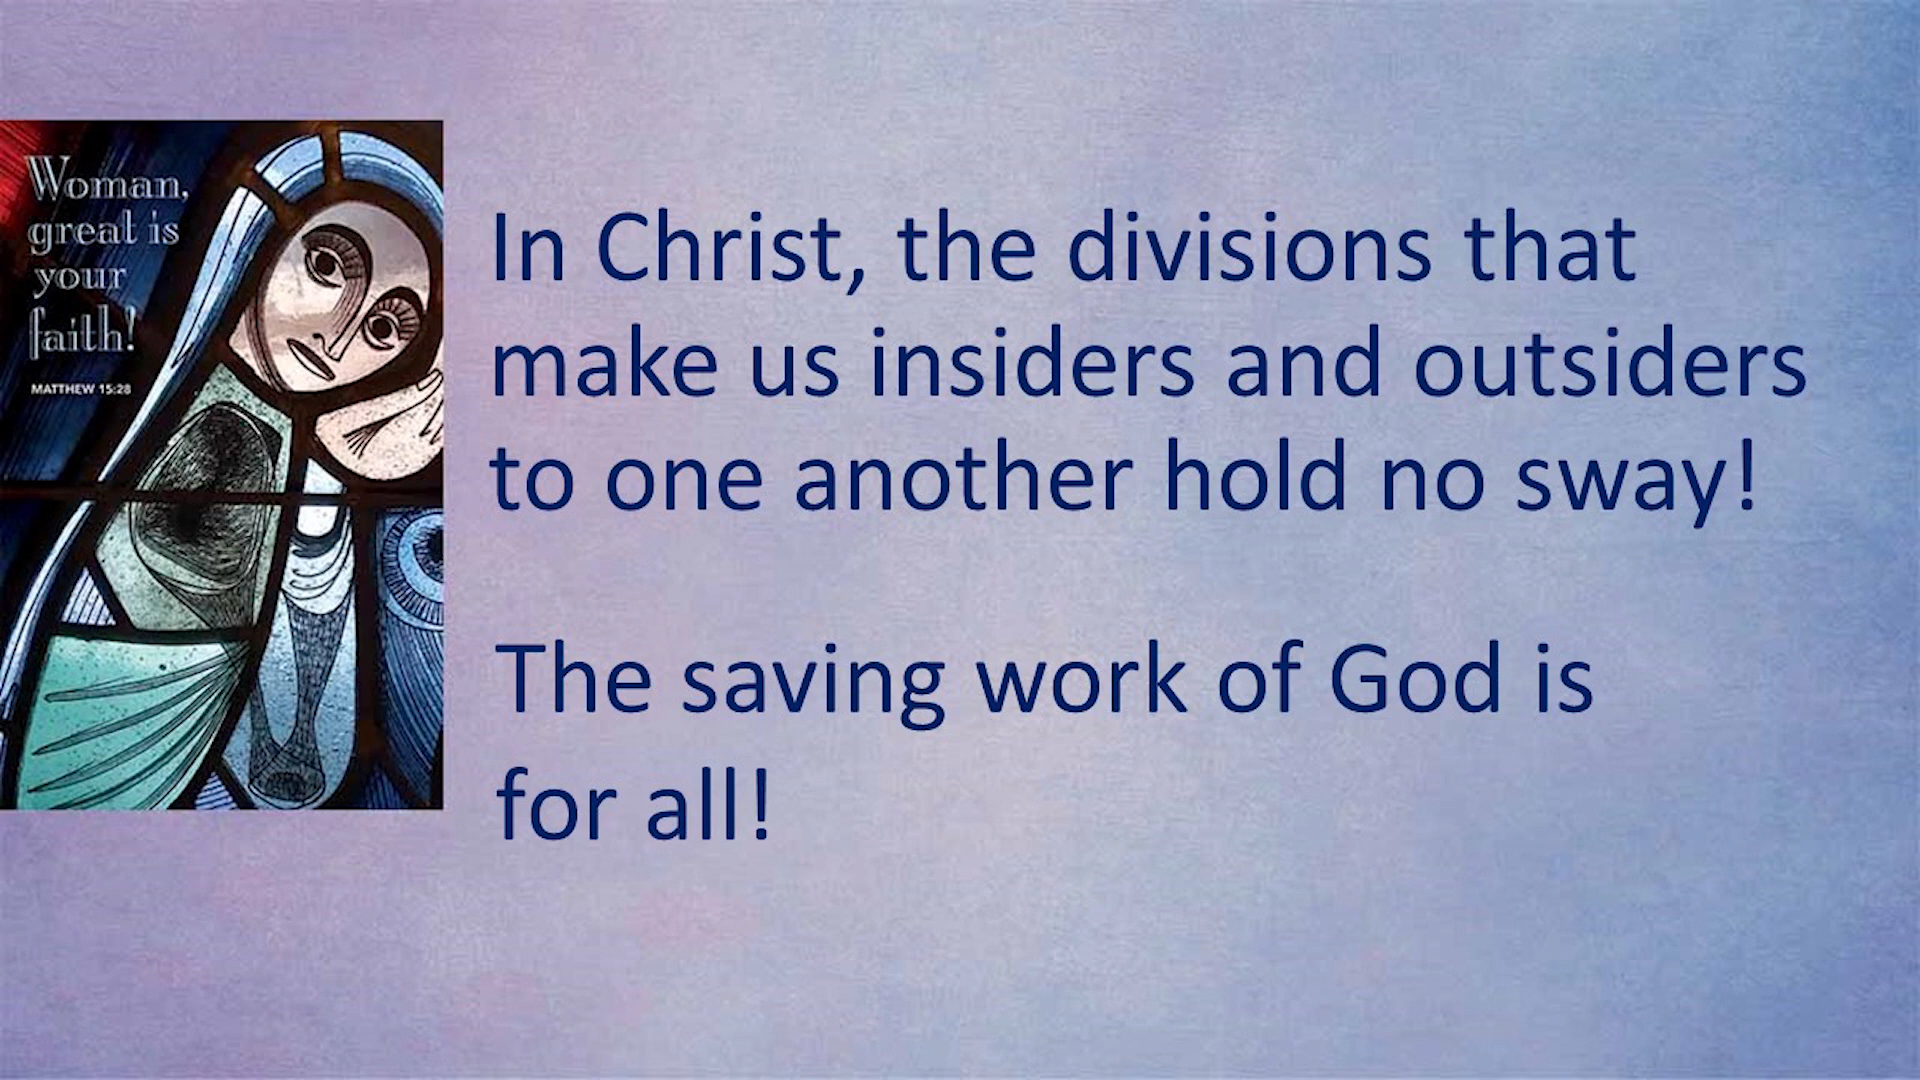 Woman,
great is
your
faith!
MATTHEW 15:28
In Christ, the divisions that
make us insiders and outsiders
to one another hold no sway!
The saving work of God is
for all!